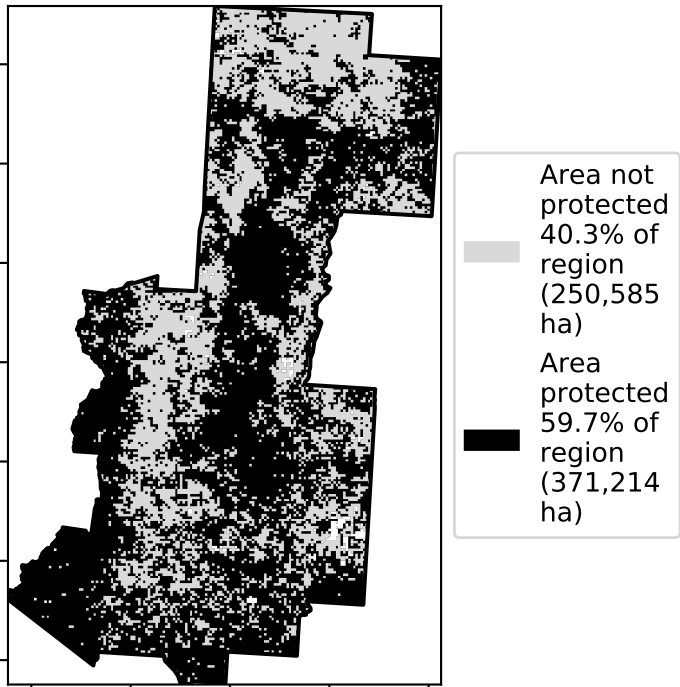 Area not
protected
40.3% of
region
(250,585
ha)
Area
protected
59.7% of
region
(371,214
ha)